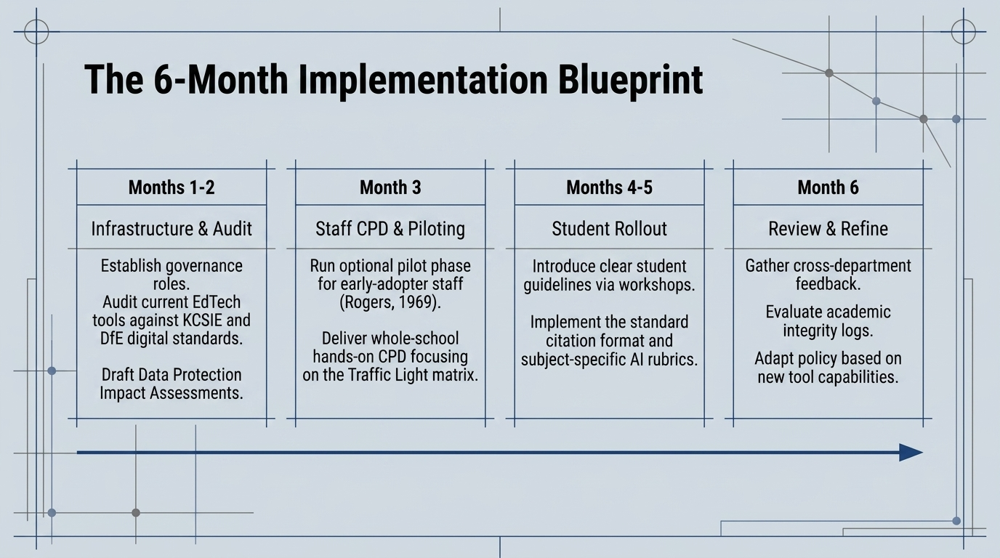 The 6-Month Implementation Blueprint
Months 1-2
Infrastructure & Audit
Establish governance
roles.
Audit current EdTech
tools against KCSIE and
DfE digital standards.
Draft Data Protection
Impact Assessments.
Month 3
Staff CPD & Piloting
Run optional pilot phase
for early-adopter staff
(Rogers, 1969).
Deliver whole-school
hands-on CPD focusing
on the Traffic Light matrix.
Months 4-5
Student Rollout
Introduce clear student
guidelines via workshops.
Implement the standard
citation format and
subject-specific AI rubrics.
Month 6
Review & Refine
Gather cross-department
feedback.
Evaluate academic
integrity logs.
Adapt policy based on
new tool capabilities.